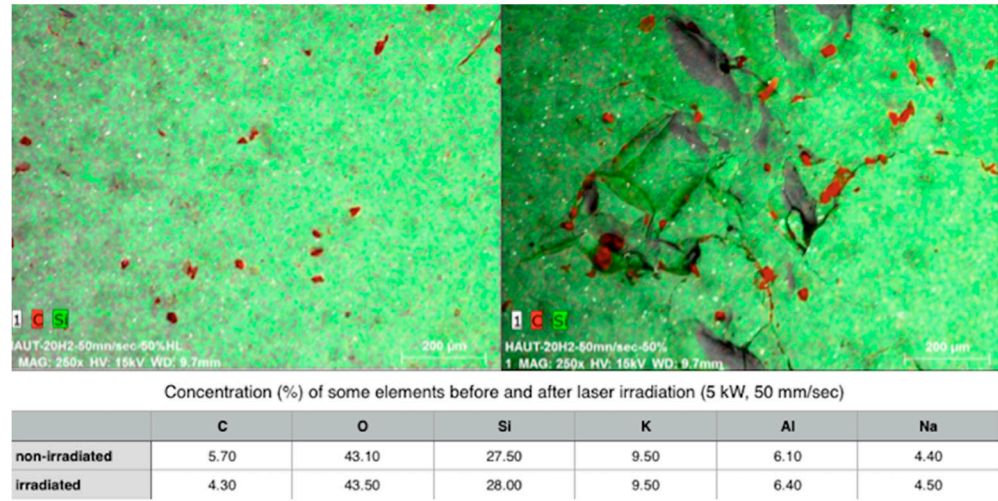 1 C Si
HAUT-20H2-50mn/sec-50%HL
MAG: 250x HV: 15kV WD: 9.7mm
200 µm
1 C Si
HAUT-20H2-50mn/sec-50%
1 MAG: 250x HV: 15kV WD: 9.7mm
200 µm
Concentration (%) of some elements before and after laser irradiation (5 kW, 50 mm/sec)
C O Si K Al Na
non-irradiated 5.70 43.10 27.50 9.50 6.10 4.40
irradiated 4.30 43.50 28.00 9.50 6.40 4.50